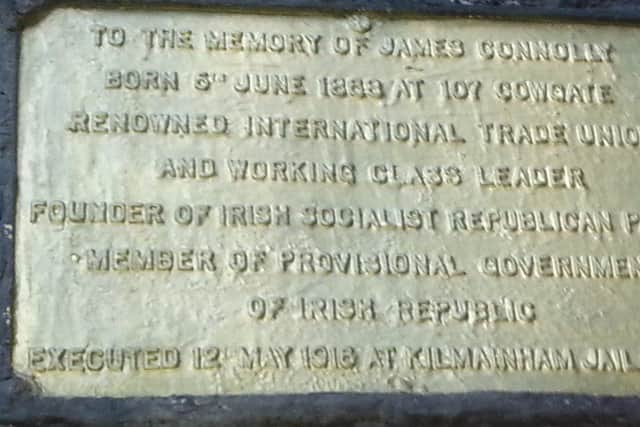 TO THE MEMORY OF JAMES CONNOLLY
BORN 5TH JUNE 1868 AT 107 COWGATE
RENOWNED INTERNATIONAL TRADE UNIO
AND WORKING CLASS LEADER
FOUNDER OF IRISH SOCIALIST REPUBLICAN P
MEMBER OF PROVISIONAL GOVERNMEN
OF IRISH REPUBLIC
EXECUTED 12 MAY 1916 AT KILMAINHAM JAIL